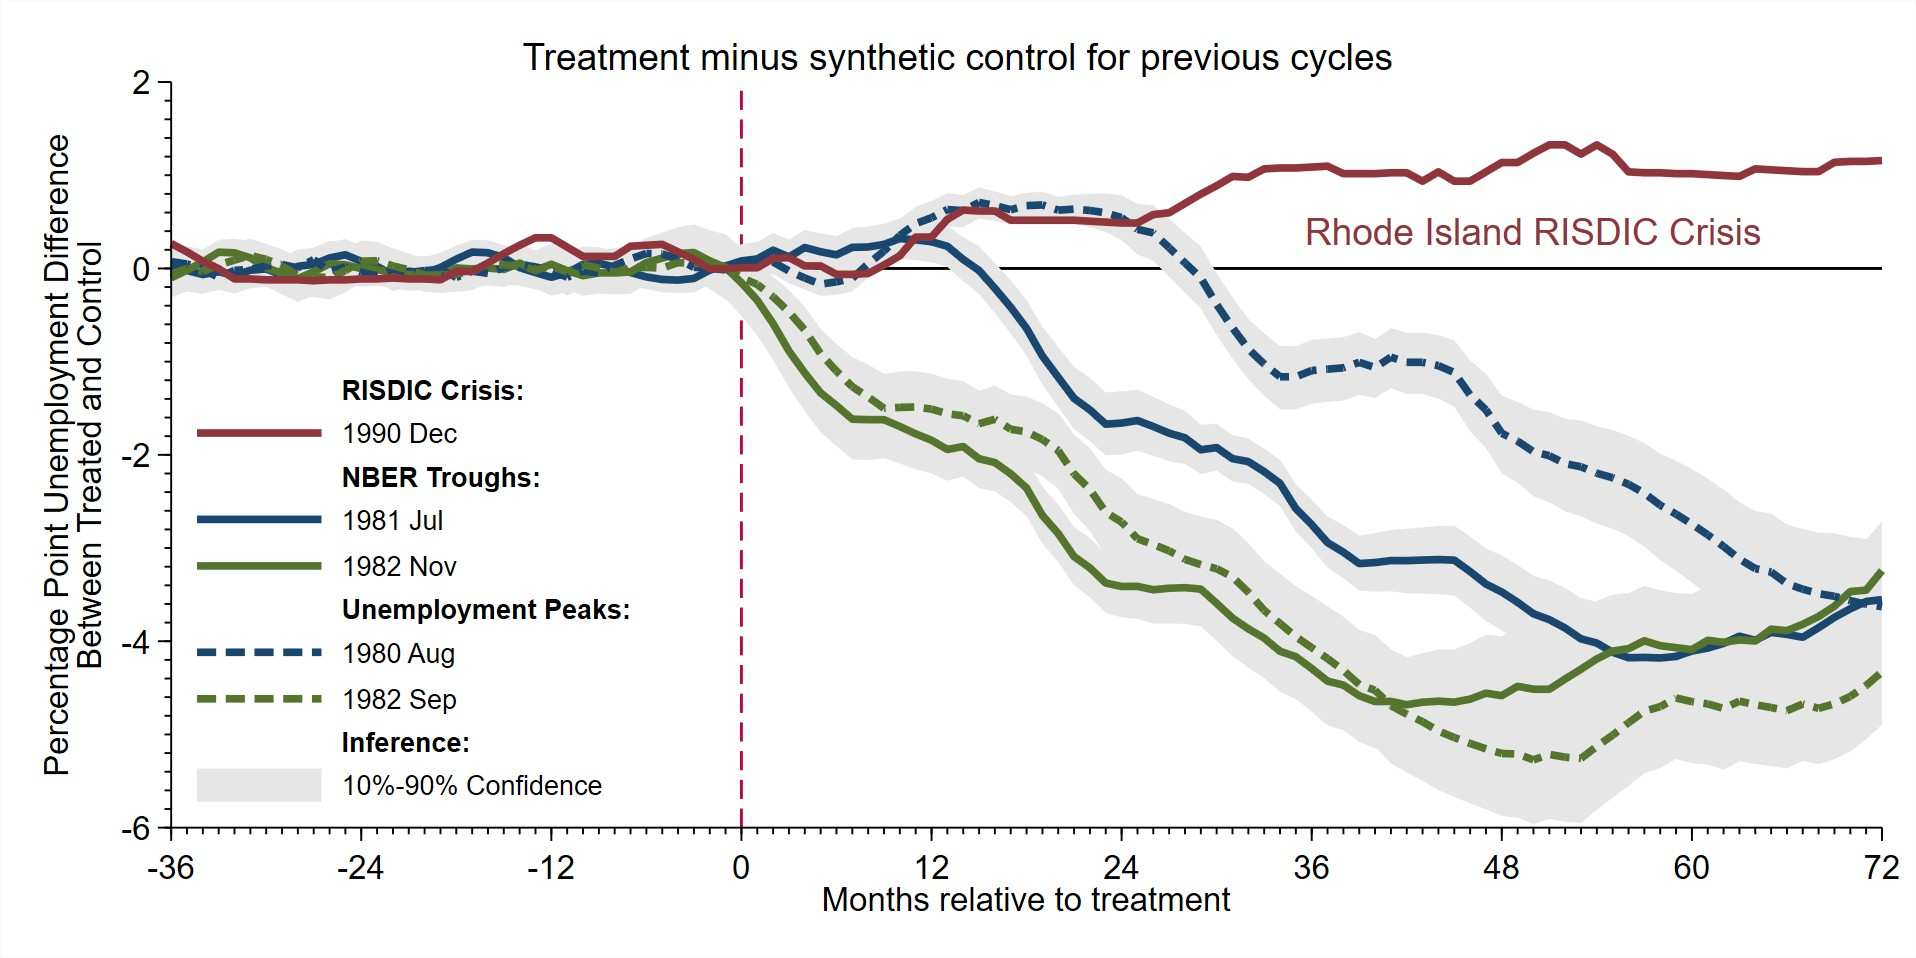 Treatment minus synthetic control for previous cycles
Percentage Point Unemployment Difference
Between Treated and Control
2
0
-2
-4
-6
Rhode Island RISDIC Crisis
RISDIC Crisis:
1990 Dec
NBER Troughs:
1981 Jul
1982 Nov
Unemployment Peaks:
1980 Aug
1982 Sep
Inference:
10%-90% Confidence
-36 -24 -12 0 12 24 36 48 60 72
Months relative to treatment